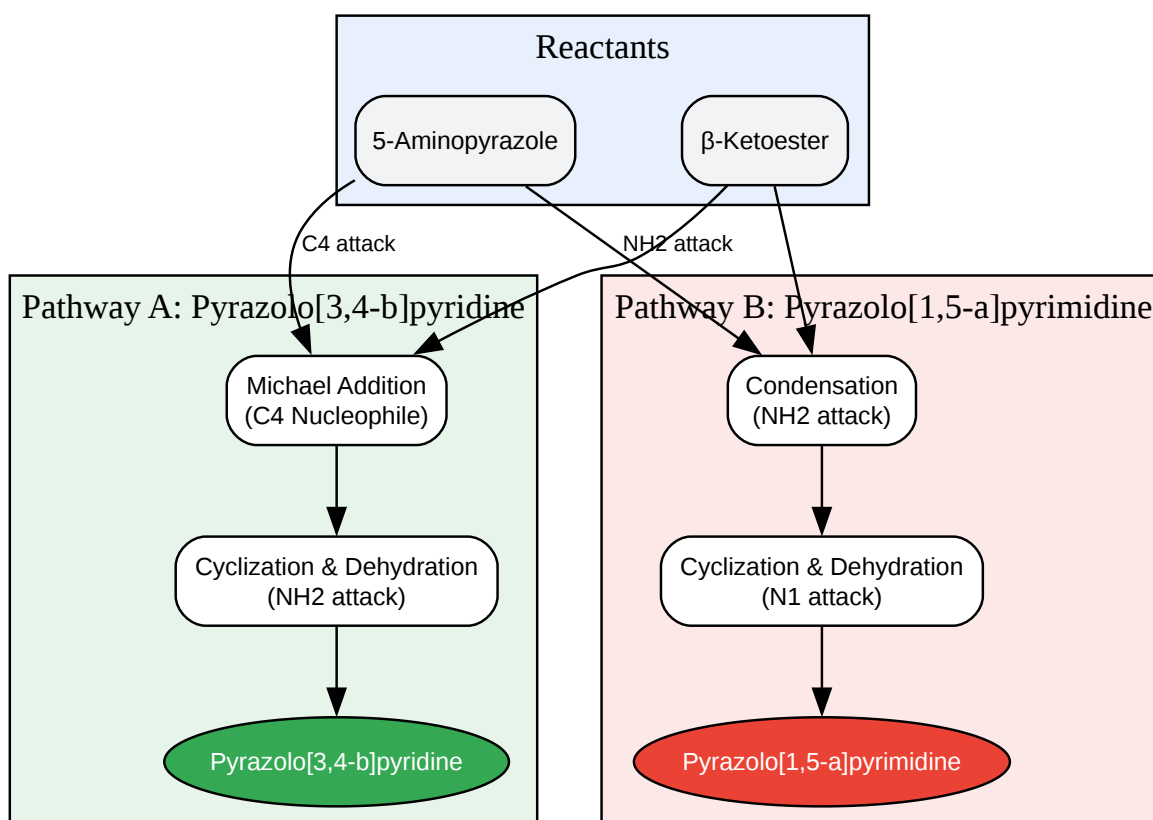 Reactants
5-Aminopyrazole
β-Ketoester
C4 attack
NH2 attack
Pathway A: Pyrazolo[3,4-b]pyridine
Michael Addition
(C4 Nucleophile)
Cyclization & Dehydration
(NH2 attack)
Pyrazolo[3,4-b]pyridine
Pathway B: Pyrazolo[1,5-a]pyrimidine
Condensation
(NH2 attack)
Cyclization & Dehydration
(N1 attack)
Pyrazolo[1,5-a]pyrimidine